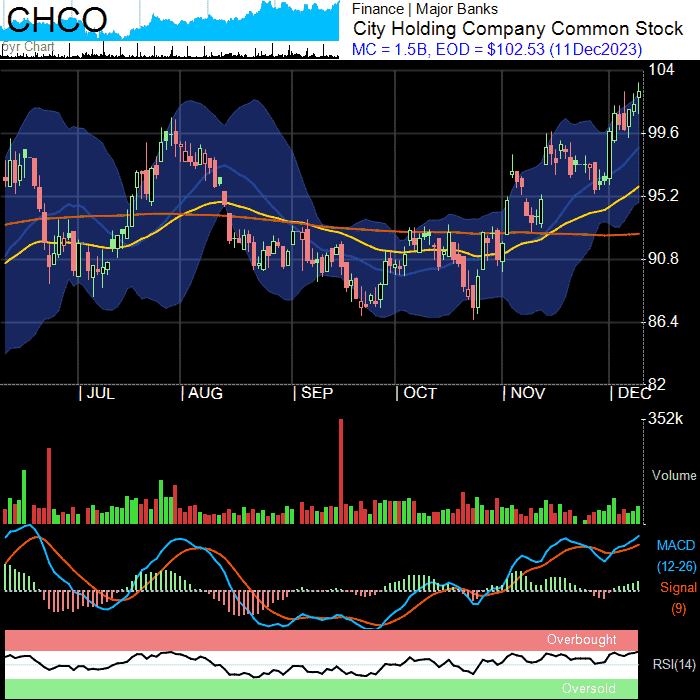 CHCO
5yr Chart
Finance | Major Banks
City Holding Company Common Stock
MC = 1.5B, EOD = $102.53 (11Dec2023)
104
99.6
95.2
90.8
86.4
82
JUL AUG SEP OCT NOV DEC
352k
Volume
MACD
(12-26)
Signal
(9)
Overbought
RSI(14)
Oversold